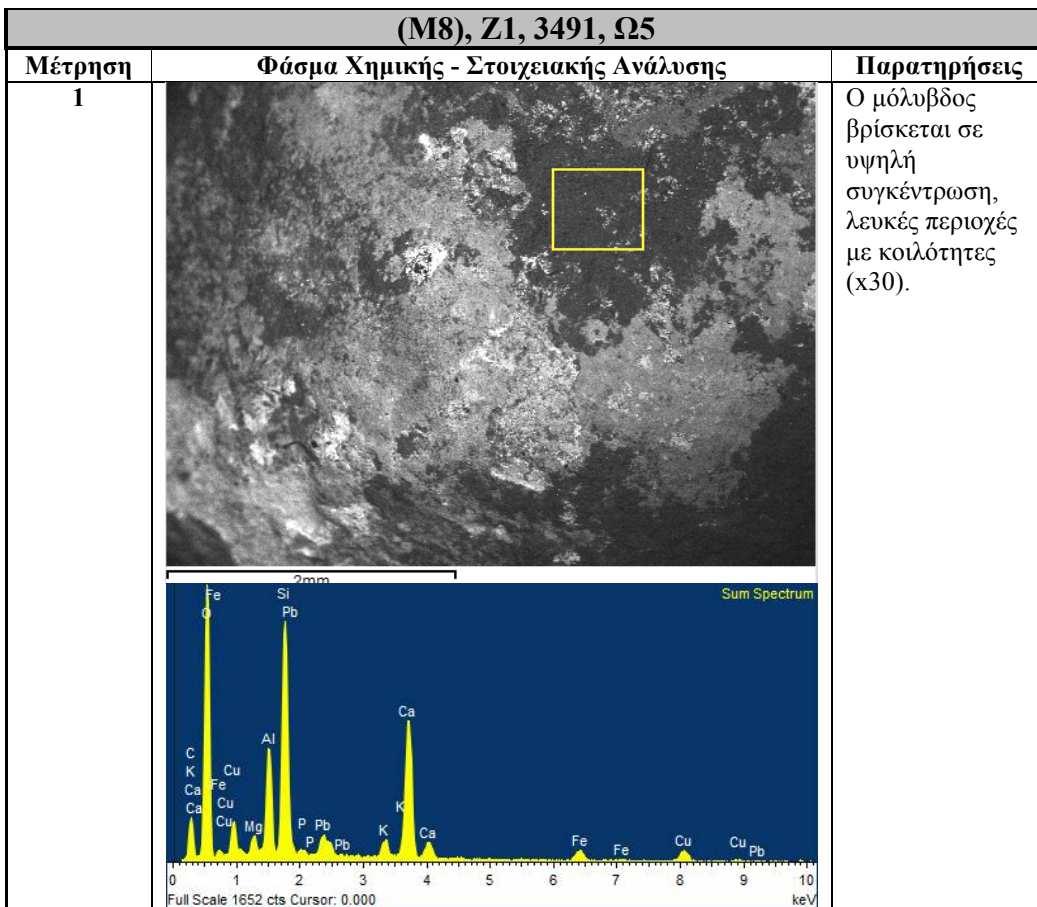 (M8), Z1, 3491, Ω5
Μέτρηση Φάσμα Χημικής - Στοιχειακής Ανάλυσης Παρατηρήσεις
1
Ο μόλυβδος
βρίσκεται σε
υψηλή
συγκέντρωση,
λευκές περιοχές
με κοιλότητες
(x30).
2mm
Sum Spectrum
Fe
O
Si
Pb
Ca
Al
C
K
Ca
Ca
Fe
Cu
Cu
Cu
Mg
P
P
Pb
Pb
K
K
Ca
Fe
Fe
Cu
Cu
Pb
0 1 2 3 4 5 6 7 8 9 10
Full Scale 1652 cts Cursor: 0.000 keV